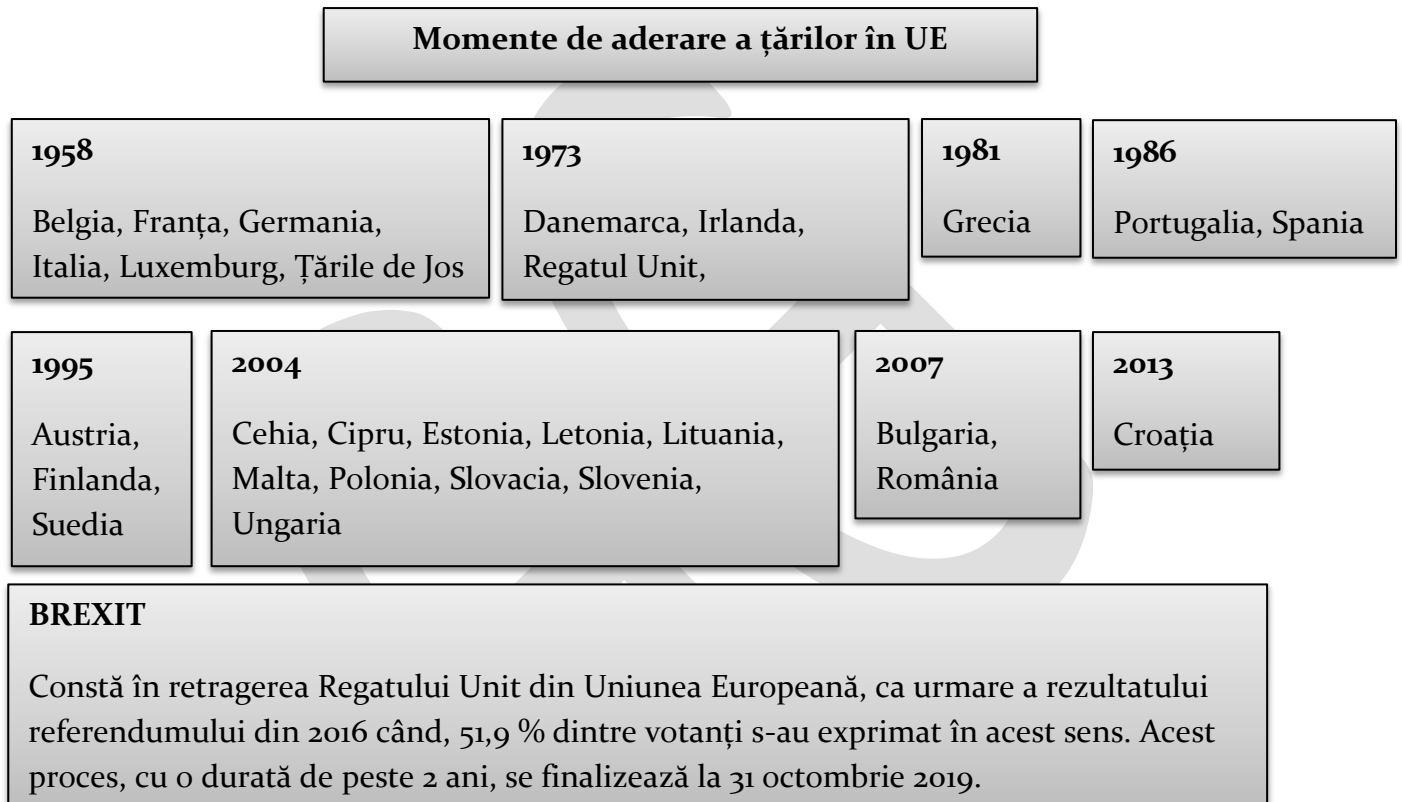 Momente de aderare a țărilor în UE
1958
Belgia, Franța, Germania,
Italia, Luxemburg, Țările de Jos
1973
Danemarca, Irlanda,
Regatul Unit,
1981
Grecia
1986
Portugalia, Spania
1995
Austria,
Finlanda,
Suedia
2004
Cehia, Cipru, Estonia, Letonia, Lituania,
Malta, Polonia, Slovacia, Slovenia,
Ungaria
2007
Bulgaria,
România
2013
Croația
BREXIT
Constă în retragerea Regatului Unit din Uniunea Europeană, ca urmare a rezultatului
referendumului din 2016 când, 51,9 % dintre votanți s-au exprimat în acest sens. Acest
proces, cu o durată de peste 2 ani, se finalizează la 31 octombrie 2019.